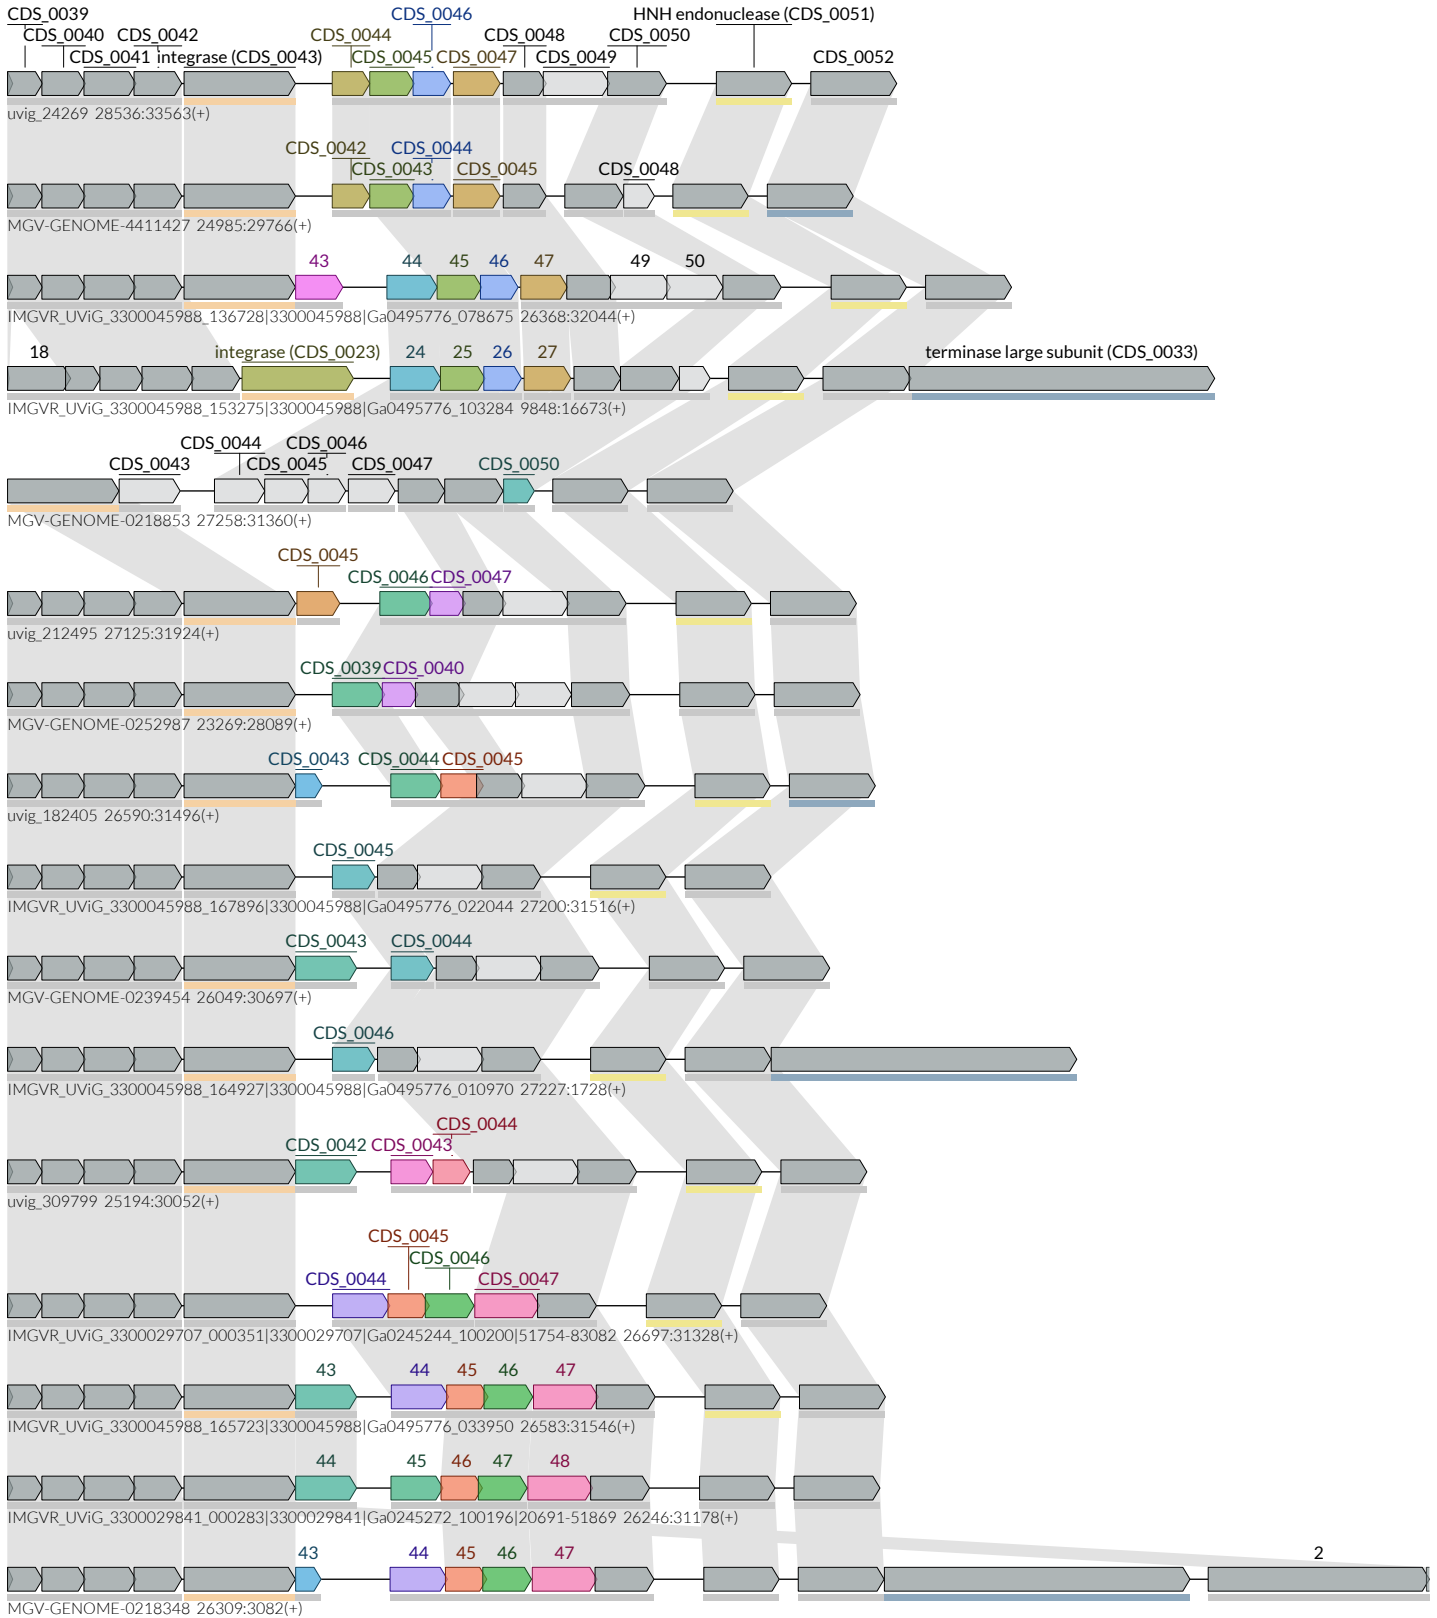 CDS_0039 CDS_0046 HNH endonuclease (CDS_0051)
CDS_0040 CDS_0042 CDS_0044 CDS_0048 CDS_0050
CDS_0041 integrase (CDS_0043) CDS_0045 CDS_0047 CDS_0049 CDS_0052
uvig_24269 28536:33563(+)
CDS_0042 CDS_0044
CDS_0043 CDS_0045 CDS_0048
MGV-GENOME-4411427 24985:29766(+)
43 44 45 46 47 49 50
IMGVR_UViG_3300045988_136728|3300045988|Ga0495776_078675 26368:32044(+)
18 integrase (CDS_0023) 24 25 26 27 terminase large subunit (CDS_0033)
IMGVR_UViG_3300045988_153275|3300045988|Ga0495776_103284 9848:16673(+)
CDS_0044 CDS_0046
CDS_0043 CDS_0045 CDS_0047 CDS_0050
MGV-GENOME-0218853 27258:31360(+)
CDS_0045
CDS_0046 CDS_0047
uvig_212495 27125:31924(+)
CDS_0039 CDS_0040
MGV-GENOME-0252987 23269:28089(+)
CDS_0043 CDS_0044 CDS_0045
uvig_182405 26590:31496(+)
CDS_0045
IMGVR_UViG_3300045988_167896|3300045988|Ga0495776_022044 27200:31516(+)
CDS_0043 CDS_0044
MGV-GENOME-0239454 26049:30697(+)
CDS_0046
IMGVR_UViG_3300045988_164927|3300045988|Ga0495776_010970 27227:1728(+)
CDS_0044
CDS_0042 CDS_0043
uvig_309799 25194:30052(+)
CDS_0045
CDS_0046
CDS_0044 CDS_0047
IMGVR_UViG_3300029707_000351|3300029707|Ga0245244_100200|51754-83082 26697:31328(+)
43 44 45 46 47
IMGVR_UViG_3300045988_165723|3300045988|Ga0495776_033950 26583:31546(+)
44 45 46 47 48
IMGVR_UViG_3300029841_000283|3300029841|Ga0245272_100196|20691-51869 26246:31178(+)
43 44 45 46 47 2
MGV-GENOME-0218348 26309:3082(+)